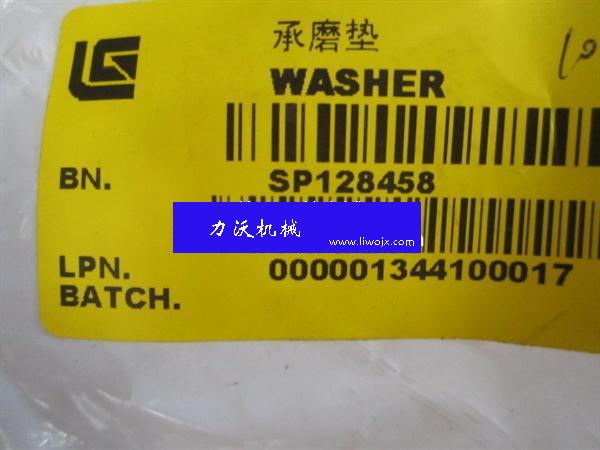 承磨垫
WASHER
BN. SP128458
力沃机械
www.liwojx.com
LPN. 000001344100017
BATCH.